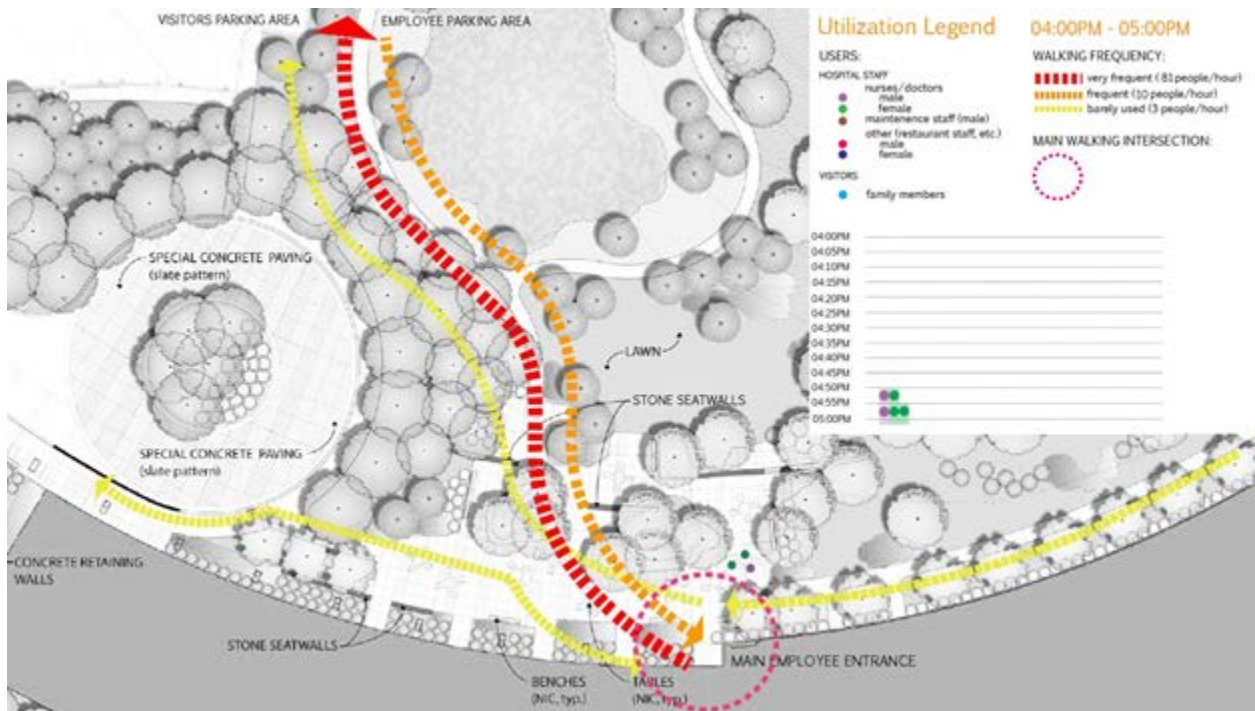 VISITORS PARKING AREA
EMPLOYEE PARKING AREA
Utilization Legend
04:00PM - 05:00PM
USERS:
HOSPITAL STAFF
nurses/doctors
male
female
maintenence staff (male)
other (restaurant staff, etc.)
male
female
VISITORS
family members
WALKING FREQUENCY:
very frequent (81 people/hour)
frequent (30 people/hour)
barely used (3 people/hour)
MAIN WALKING INTERSECTION:
04:00PM
04:05PM
04:10PM
04:15PM
04:20PM
04:25PM
04:30PM
04:35PM
04:40PM
04:45PM
04:50PM
04:55PM
05:00PM
SPECIAL CONCRETE PAVING
(slate pattern)
LAWN
STONE SEATWALLS
SPECIAL CONCRETE PAVING
(slate pattern)
CONCRETE RETAINING
WALLS
STONE SEATWALLS
BENCHES
(NIC, typ.)
TABLES
(NIC, typ.)
MAIN EMPLOYEE ENTRANCE